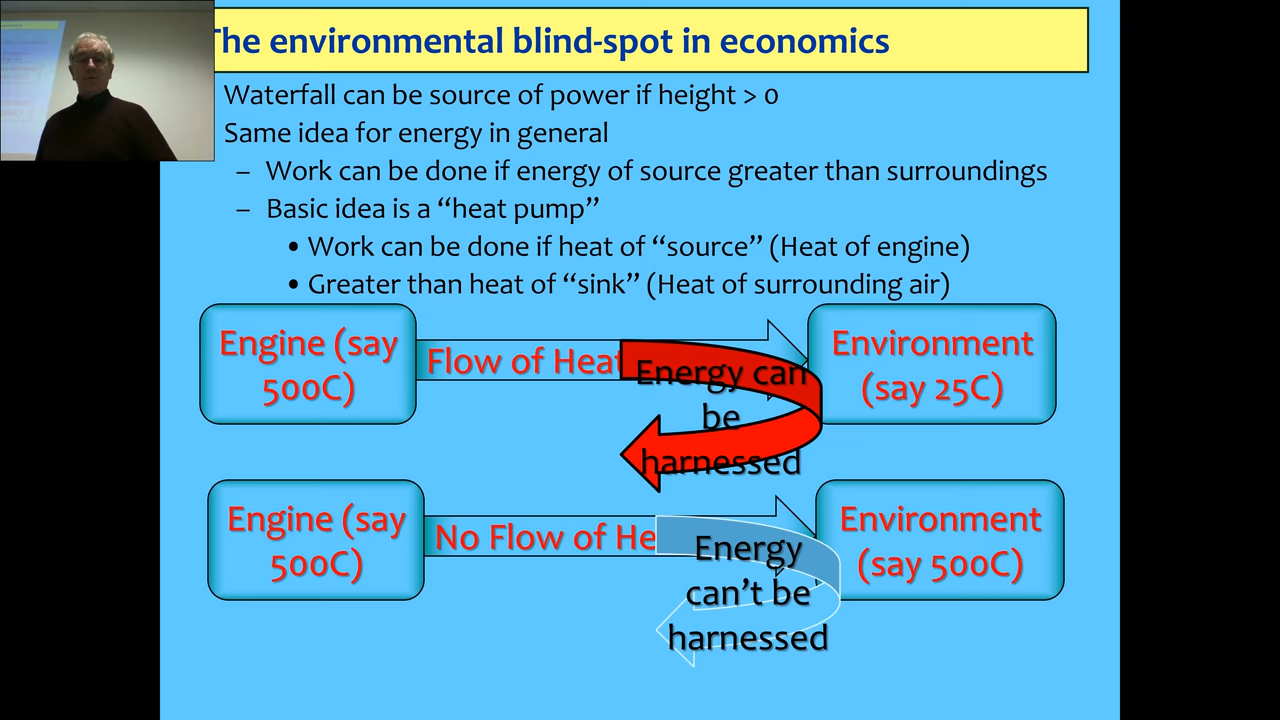 The environmental blind-spot in economics
Waterfall can be source of power if height > 0
Same idea for energy in general
– Work can be done if energy of source greater than surroundings
– Basic idea is a “heat pump”
• Work can be done if heat of “source” (Heat of engine)
• Greater than heat of “sink” (Heat of surrounding air)
Engine (say
500C)
Flow of Heat
Energy can
be
harnessed
Environment
(say 25C)
Engine (say
500C)
No Flow of He
Energy
can’t be
harnessed
Environment
(say 500C)